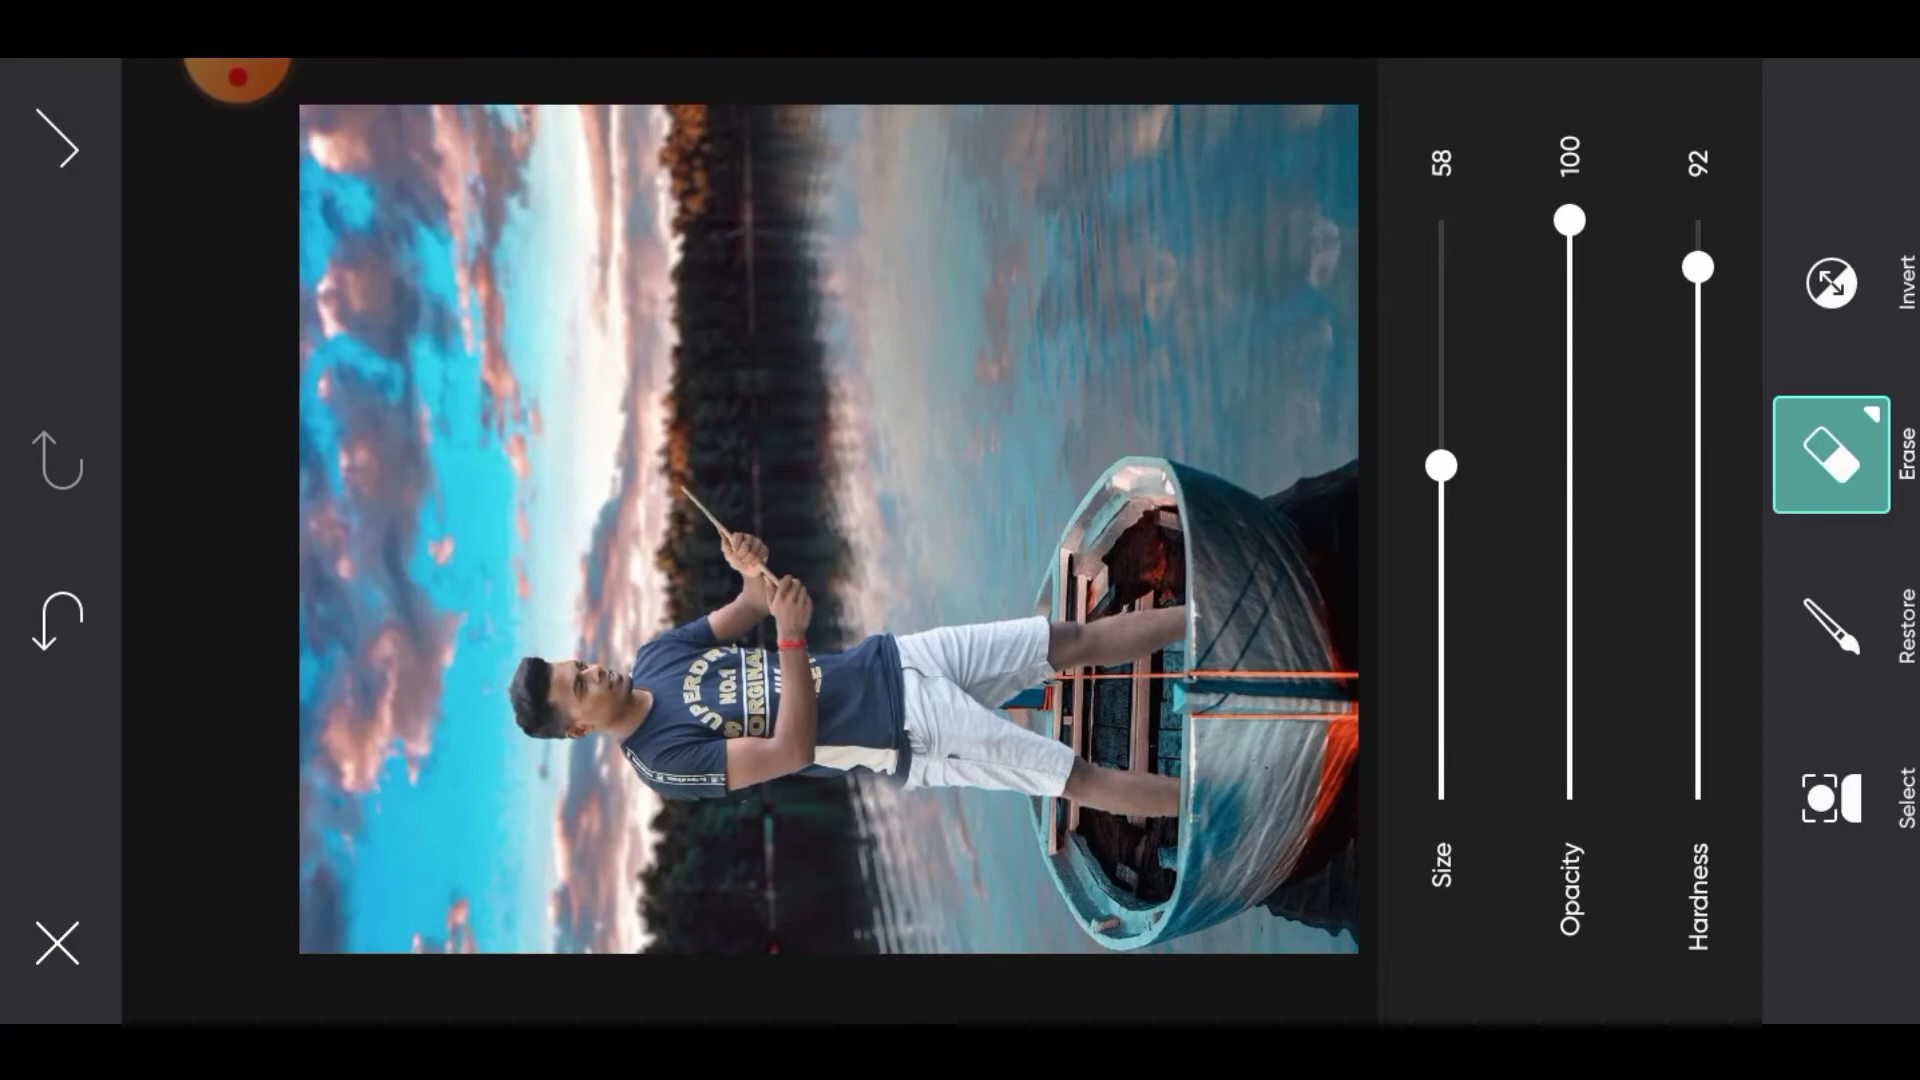 UPERDRY
NO.1
ORGINAL
Size
58
Opacity
100
Hardness
92
Select
Restore
Erase
Invert